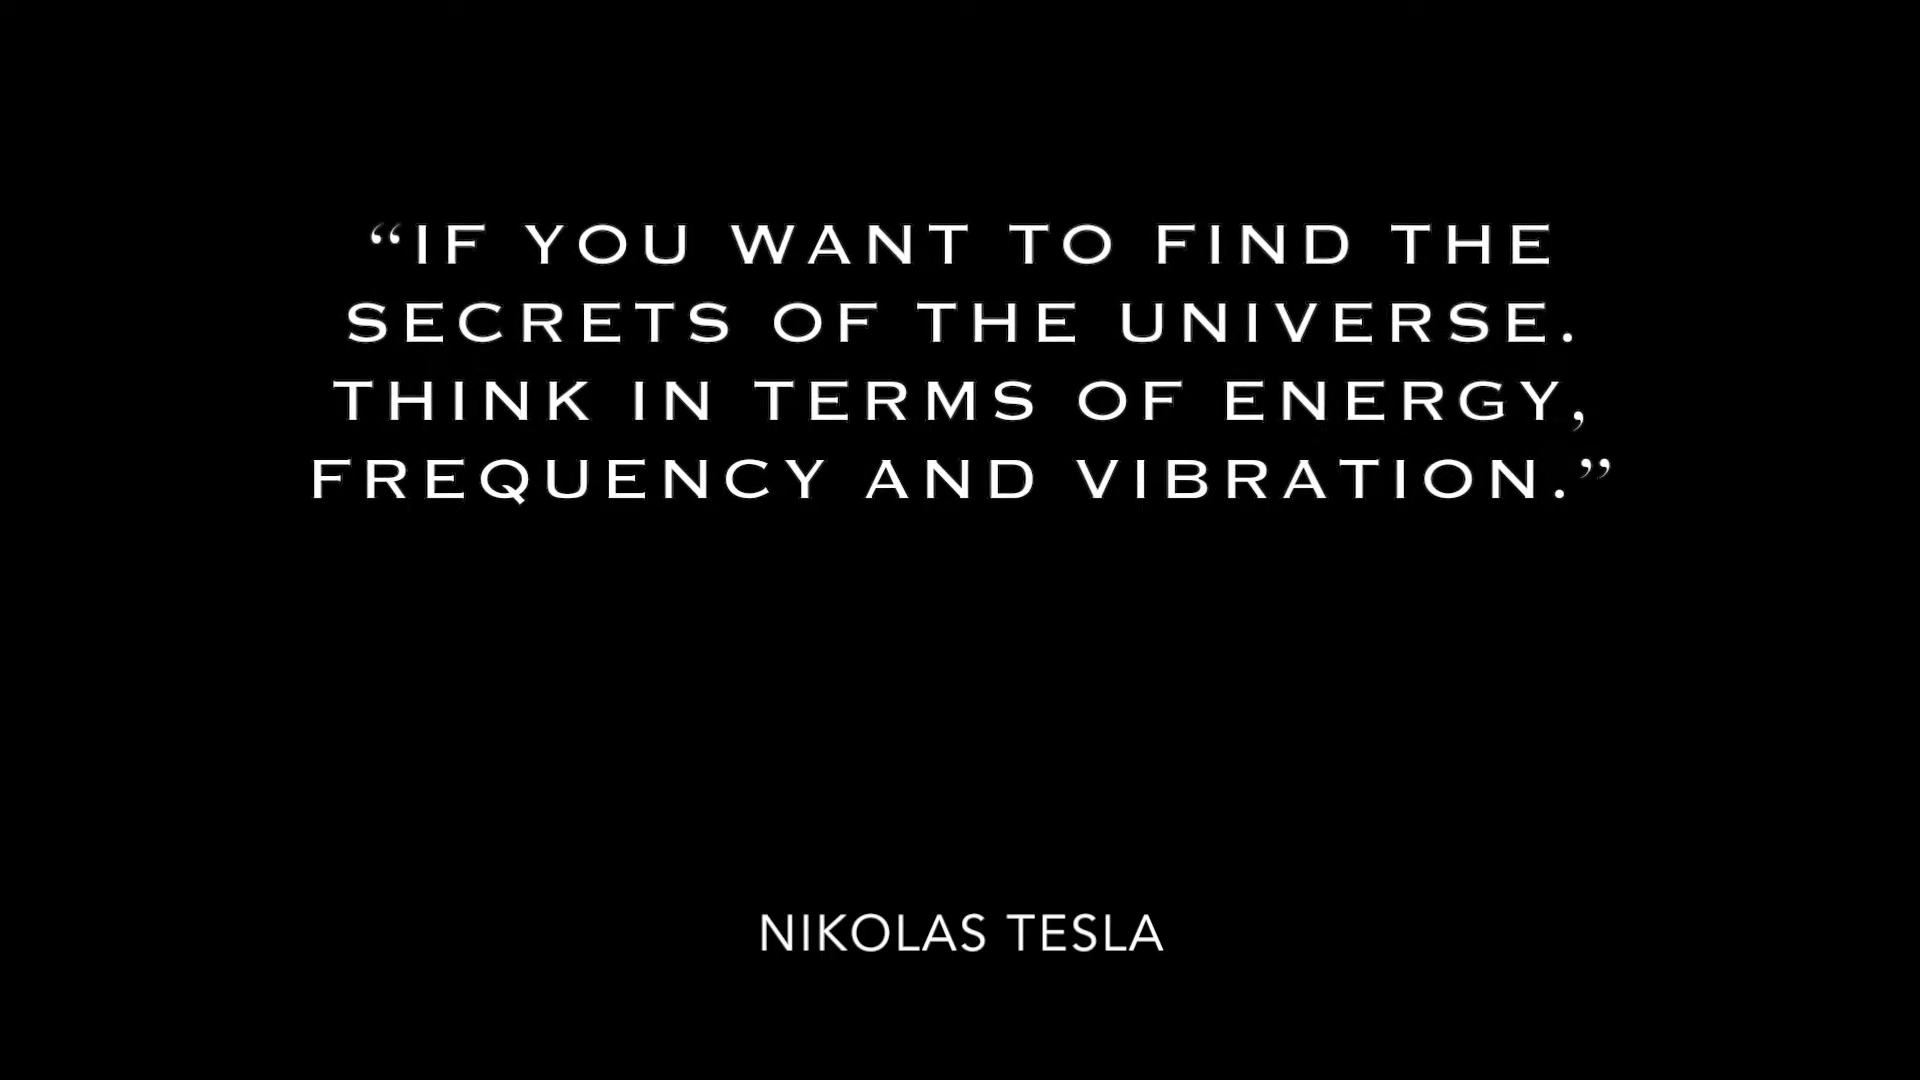 “IF YOU WANT TO FIND THE
SECRETS OF THE UNIVERSE.
THINK IN TERMS OF ENERGY,
FREQUENCY AND VIBRATION.”
NIKOLAS TESLA